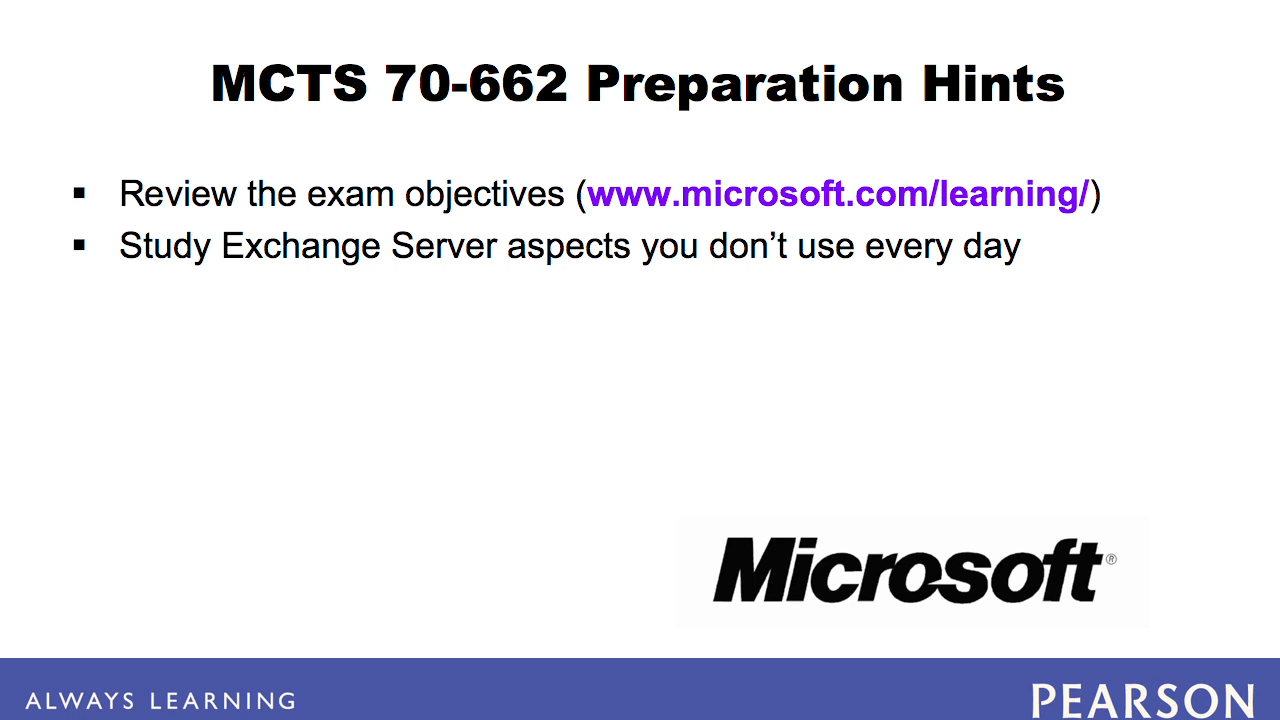 MCTS 70-662 Preparation Hints
▪ Review the exam objectives (www.microsoft.com/learning/)
▪ Study Exchange Server aspects you don’t use every day
Microsoft®
ALWAYS LEARNING
PEARSON